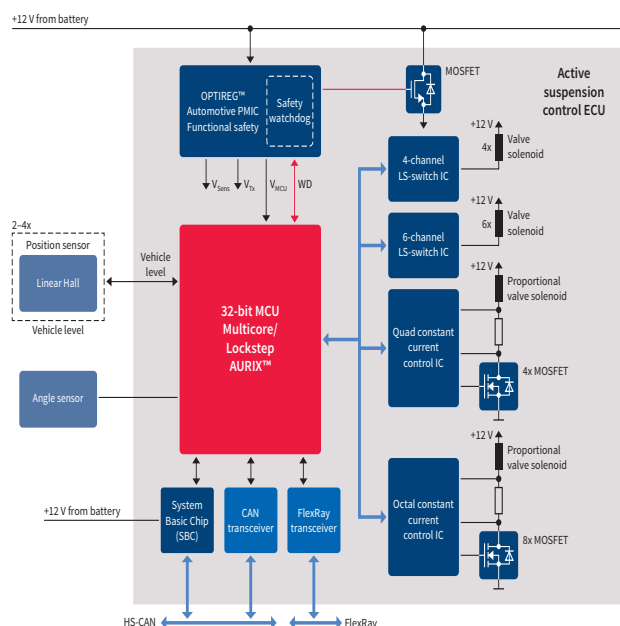 +12 V from battery
Active
suspension
control ECU
MOSFET
OPTIREG™
Automotive PMIC
Functional safety
Safety
watchdog
+12 V
4x
Valve
solenoid
4-channel
LS-switch IC
VSens
VTx
VMCU
WD
+12 V
6x
Valve
solenoid
6-channel
LS-switch IC
2–4x
Position sensor
Linear Hall
Vehicle level
Vehicle
level
32-bit MCU
Multicore/
Lockstep
AURIX™
+12 V
Proportional
valve solenoid
Quad constant
current
control IC
4x MOSFET
Angle sensor
+12 V
Proportional
valve solenoid
Octal constant
current
control IC
8x MOSFET
+12 V from battery
System
Basic Chip
(SBC)
CAN
transceiver
FlexRay
transceiver
HS-CAN
FlexRay